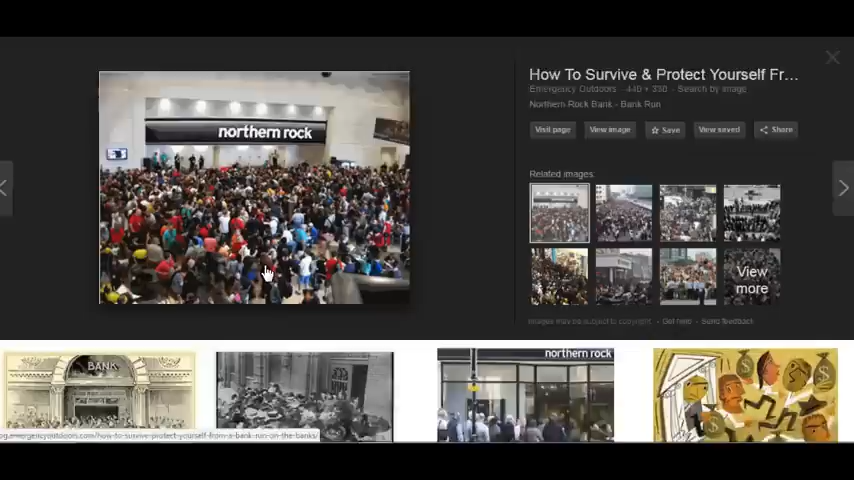 northern rock
How To Survive & Protect Yourself Fr...
Emergency Outdoors - 440 × 330 - Search by image
Northern Rock Bank - Bank Run
Visit page
View image
Save
View saved
Share
Related images:
View
more
Images may be subject to copyright. - Get help - Send feedback
BANK
northern rock
emergencyoutdoors.com/how-to-survive-protect-yourself-from-a-bank-run-on-the-banks/